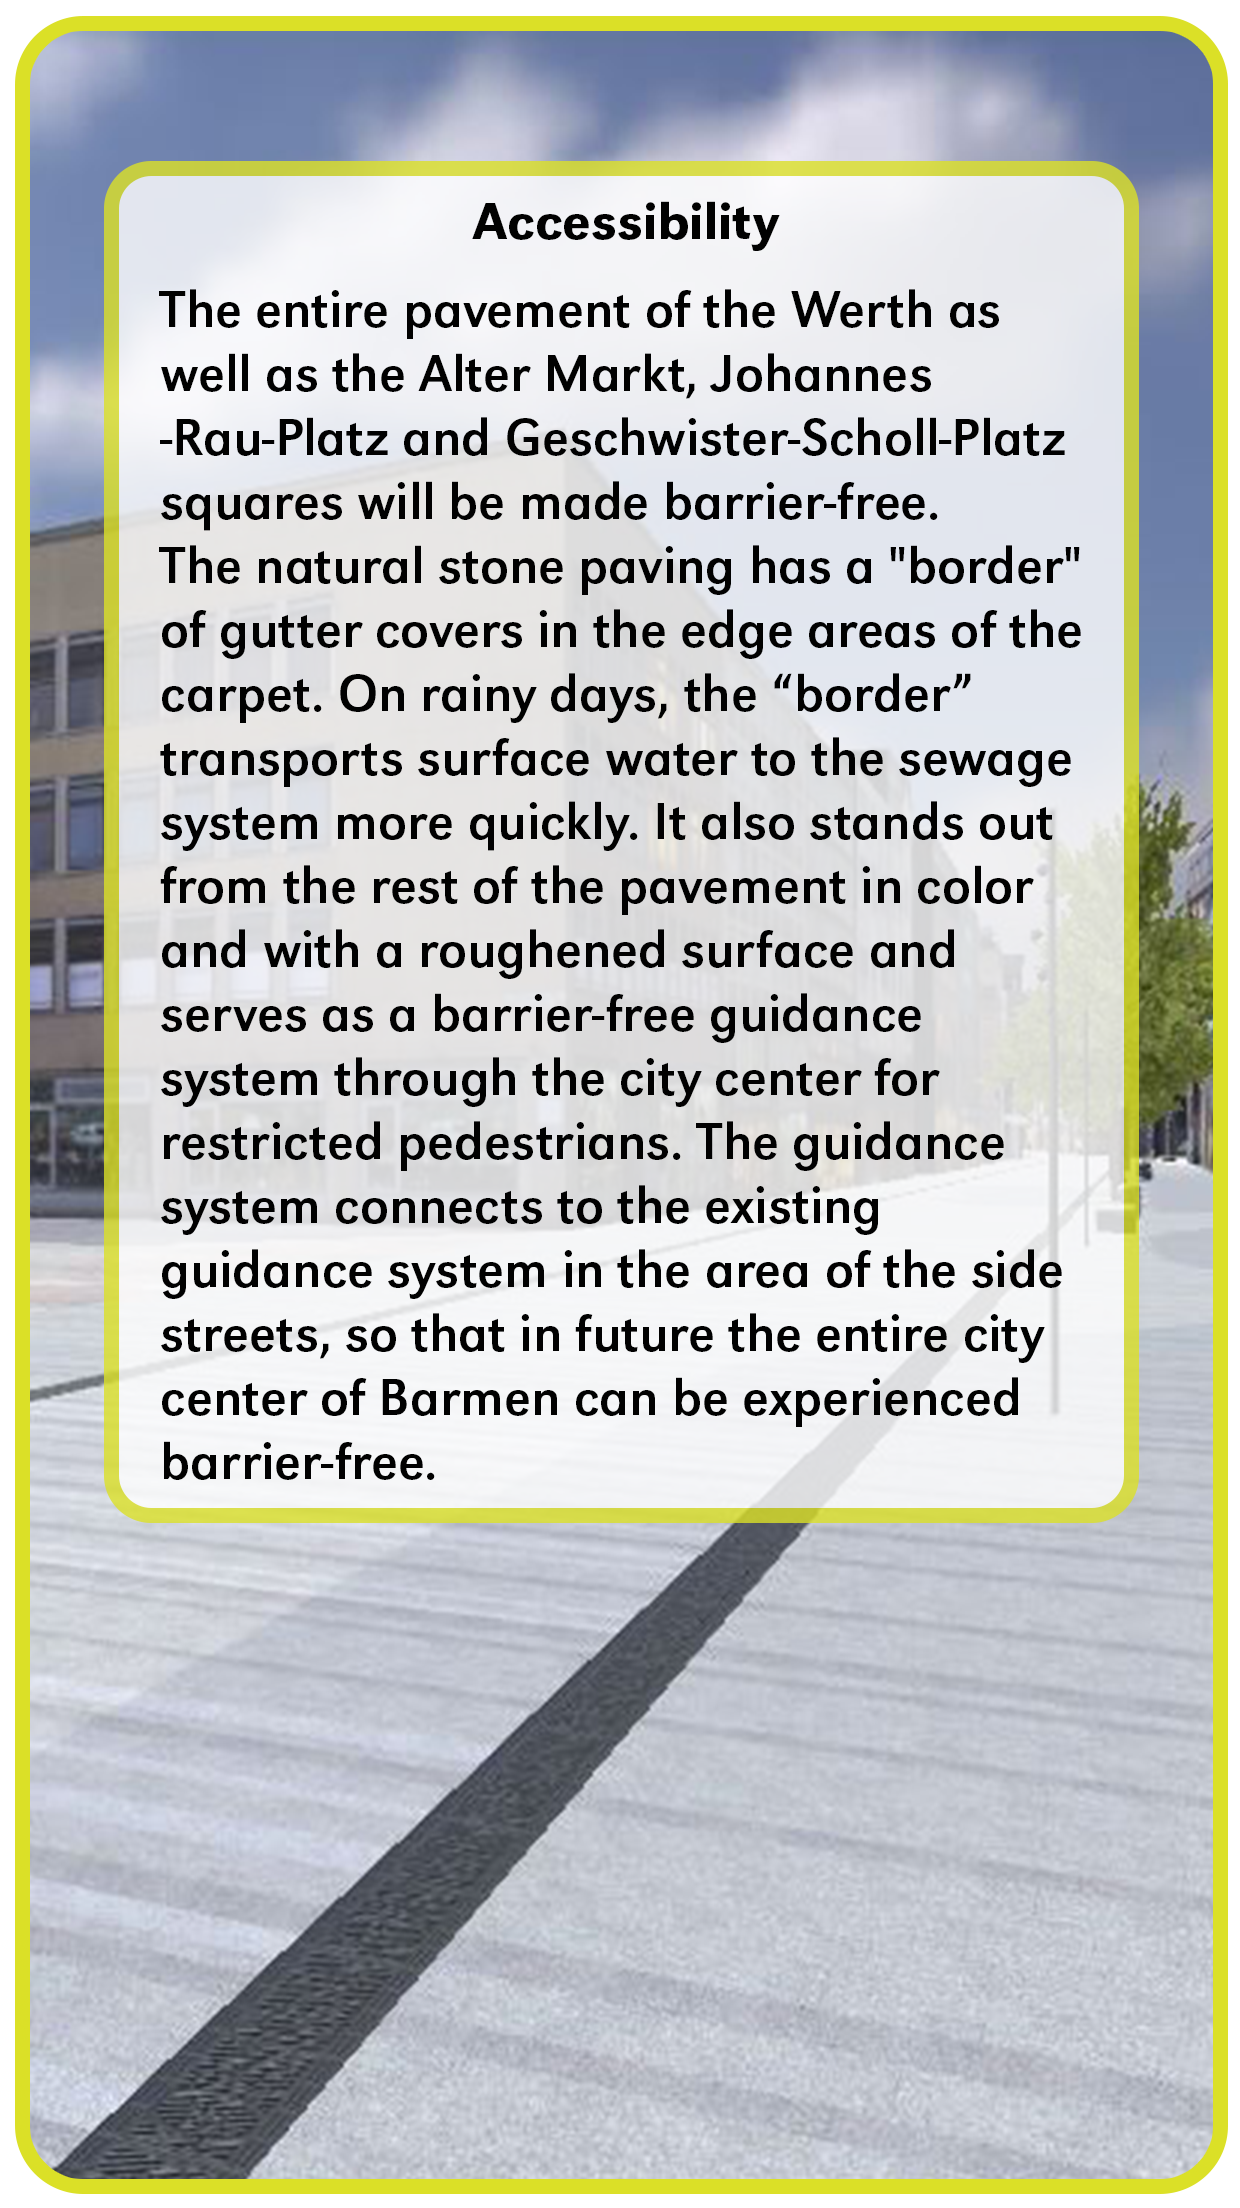 Accessibility
The entire pavement of the Werth as
well as the Alter Markt, Johannes
-Rau-Platz and Geschwister-Scholl-Platz
squares will be made barrier-free.
The natural stone paving has a "border"
of gutter covers in the edge areas of the
carpet. On rainy days, the “border”
transports surface water to the sewage
system more quickly. It also stands out
from the rest of the pavement in color
and with a roughened surface and
serves as a barrier-free guidance
system through the city center for
restricted pedestrians. The guidance
system connects to the existing
guidance system in the area of the side
streets, so that in future the entire city
center of Barmen can be experienced
barrier-free.